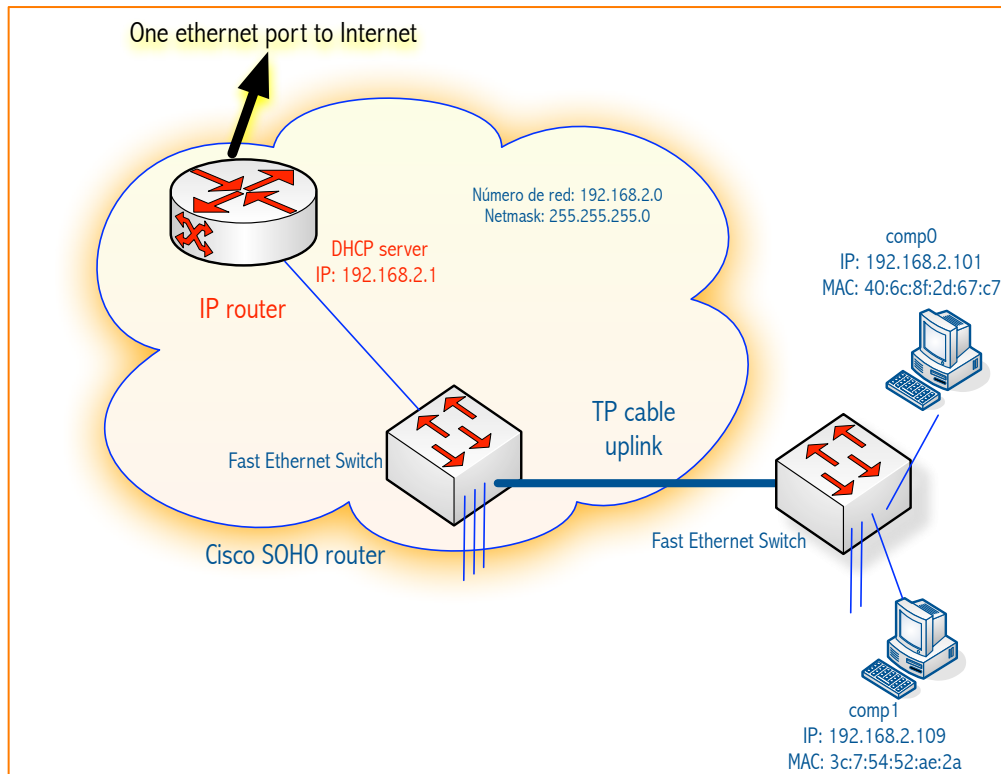 One ethernet port to Internet
Número de red: 192.168.2.0
Netmask: 255.255.255.0
DHCP server
IP: 192.168.2.1
IP router
comp0
IP: 192.168.2.101
MAC: 40:6c:8f:2d:67:c7
TP cable
uplink
Fast Ethernet Switch
Fast Ethernet Switch
Cisco SOHO router
comp1
IP: 192.168.2.109
MAC: 3c:7:54:52:ae:2a